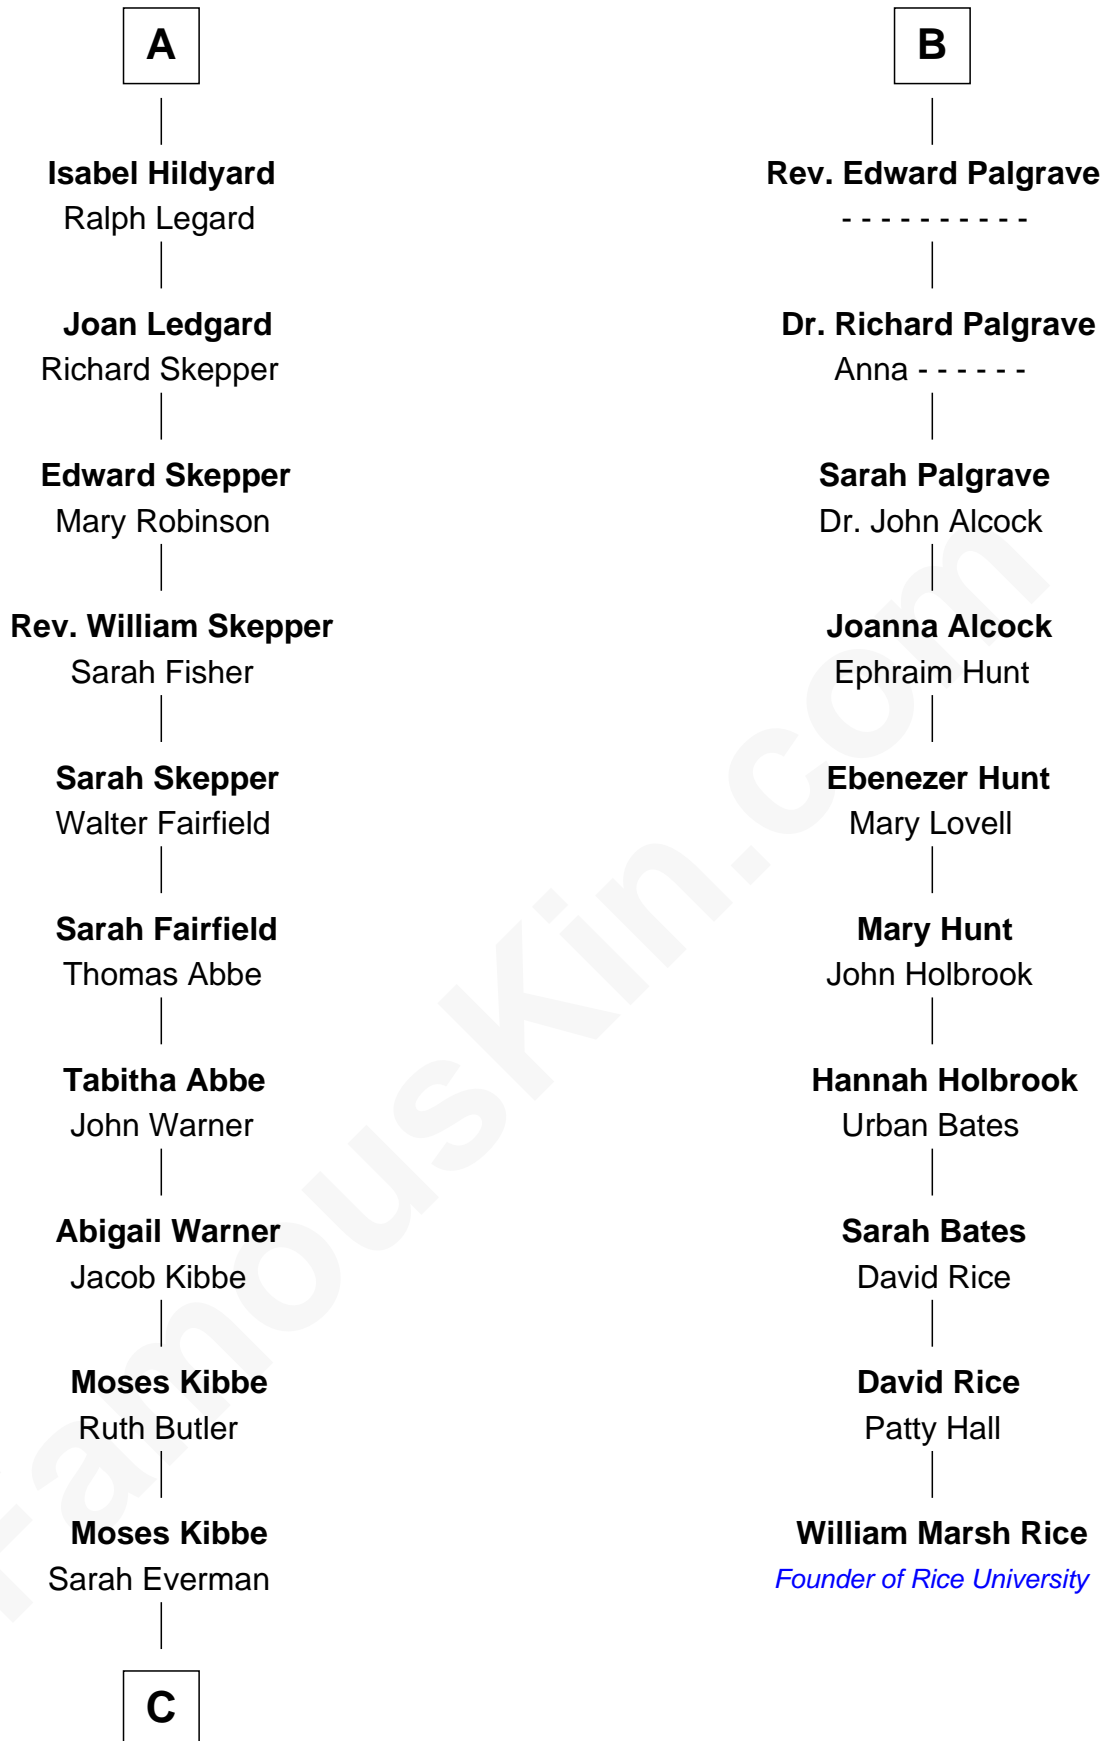 A
Isabel Hildyard
Ralph Legard
Joan Ledgard
Richard Skepper
Edward Skepper
Mary Robinson
Rev. William Skepper
Sarah Fisher
Sarah Skepper
Walter Fairfield
Sarah Fairfield
Thomas Abbe
Tabitha Abbe
John Warner
Abigail Warner
Jacob Kibbe
Moses Kibbe
Ruth Butler
Moses Kibbe
Sarah Everman
C
B
Rev. Edward Palgrave
- - - - - - - - - -
Dr. Richard Palgrave
Anna - - - - - -
Sarah Palgrave
Dr. John Alcock
Joanna Alcock
Ephraim Hunt
Ebenezer Hunt
Mary Lovell
Mary Hunt
John Holbrook
Hannah Holbrook
Urban Bates
Sarah Bates
David Rice
David Rice
Patty Hall
William Marsh Rice
Founder of Rice University
FamousKin.com